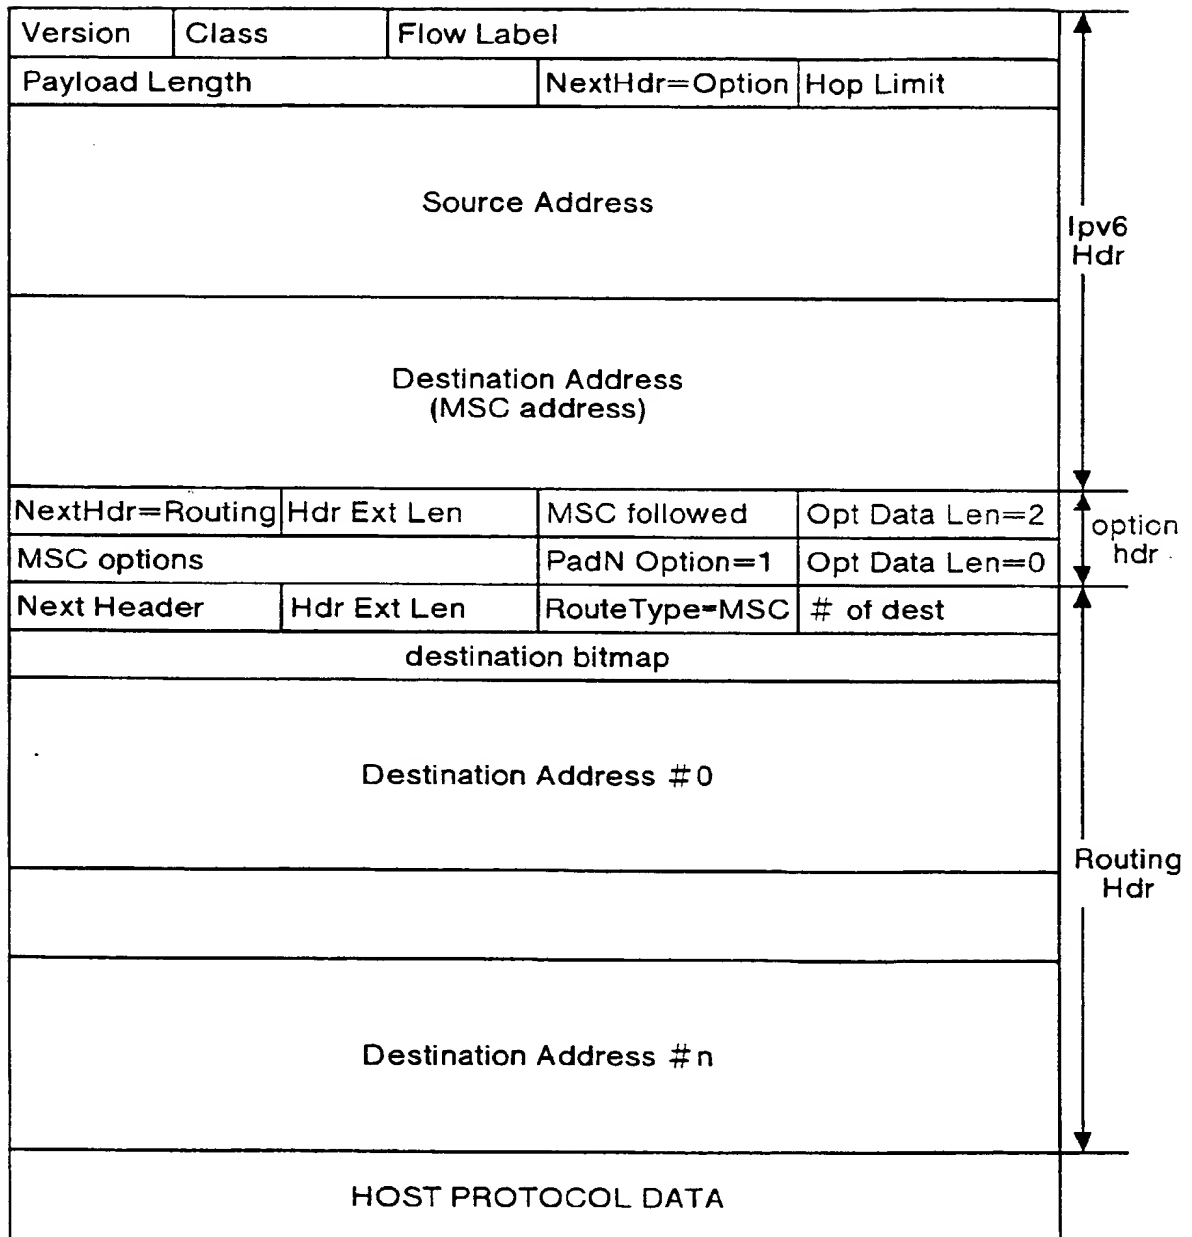 Version Class Flow Label
Payload Length NextHdr=Option Hop Limit
Source Address
Ipv6
Hdr
Destination Address
(MSC address)
NextHdr=Routing Hdr Ext Len MSC followed Opt Data Len=2
option
hdr
MSC options PadN Option=1 Opt Data Len=0
Next Header Hdr Ext Len RouteType=MSC # of dest
destination bitmap
Destination Address #0
Routing
Hdr
Destination Address #n
HOST PROTOCOL DATA